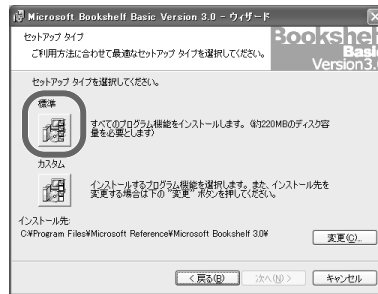 Microsoft Bookshelf Basic Version 3.0 - ウィザード
セットアップ タイプ
ご利用方法に合わせて最適なセットアップ タイプを選択してください。
Bookshelf
Basic
Version3.0
セットアップ タイプを選択してください。
標準
すべてのプログラム機能をインストールします。(約220MBのディスク容
量を必要とします)
カスタム
インストールするプログラム機能を選択します。また、インストール先を
変更する場合は下の "変更" ボタンを押してください。
インストール先:
C:¥Program Files¥Microsoft Reference¥Microsoft Bookshelf 3.0¥
変更(C)...
< 戻る(B)
次へ(N) >
キャンセル